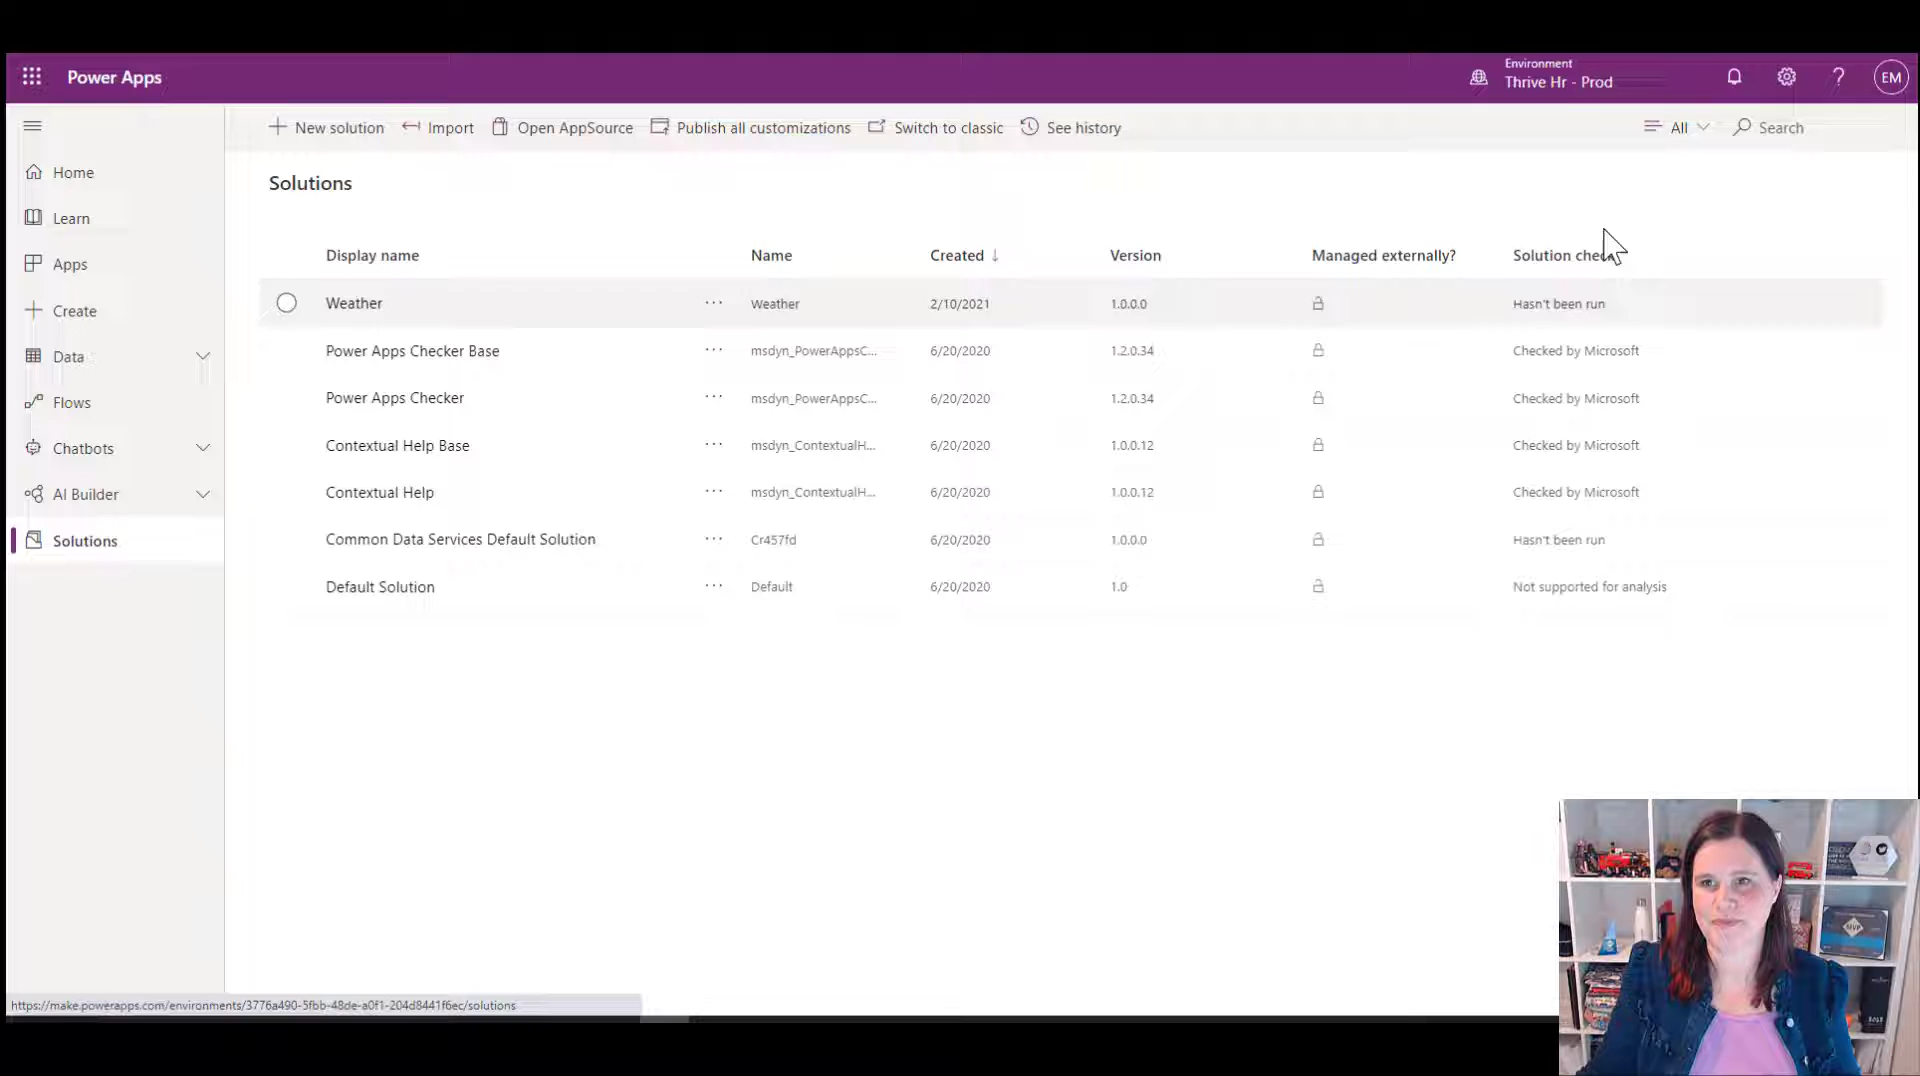 Power Apps
Environment
Thrive Hr - Prod
EM
New solution
Import
Open AppSource
Publish all customizations
Switch to classic
See history
All
Search
Home
Learn
Apps
Create
Data
Flows
Chatbots
AI Builder
Solutions
Solutions
Display name Name Created Version Managed externally? Solution check
Weather ··· Weather 2/10/2021 1.0.0.0 Hasn't been run
Power Apps Checker Base ··· msdyn_PowerAppsC... 6/20/2020 1.2.0.34 Checked by Microsoft
Power Apps Checker ··· msdyn_PowerAppsC... 6/20/2020 1.2.0.34 Checked by Microsoft
Contextual Help Base ··· msdyn_ContextualH... 6/20/2020 1.0.0.12 Checked by Microsoft
Contextual Help ··· msdyn_ContextualH... 6/20/2020 1.0.0.12 Checked by Microsoft
Common Data Services Default Solution ··· Cr457fd 6/20/2020 1.0.0.0 Hasn't been run
Default Solution ··· Default 6/20/2020 1.0 Not supported for analysis
MVP
https://make.powerapps.com/environments/3776a490-5fbb-48de-a0f1-204d8441f6ec/solutions